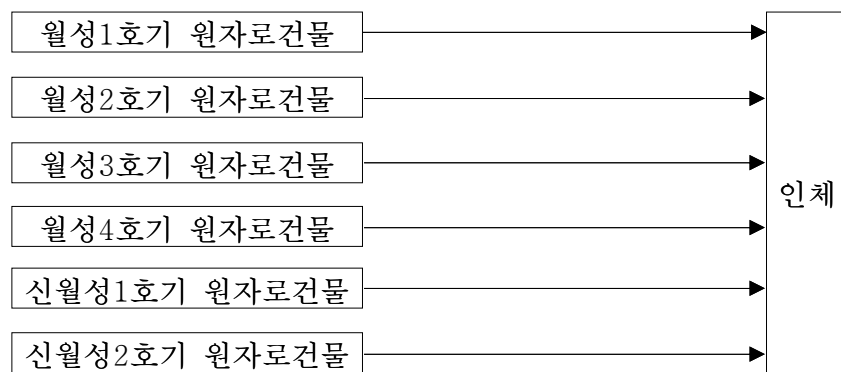 월성1호기 원자로건물
월성2호기 원자로건물
월성3호기 원자로건물
월성4호기 원자로건물
신월성1호기 원자로건물
신월성2호기 원자로건물
인체